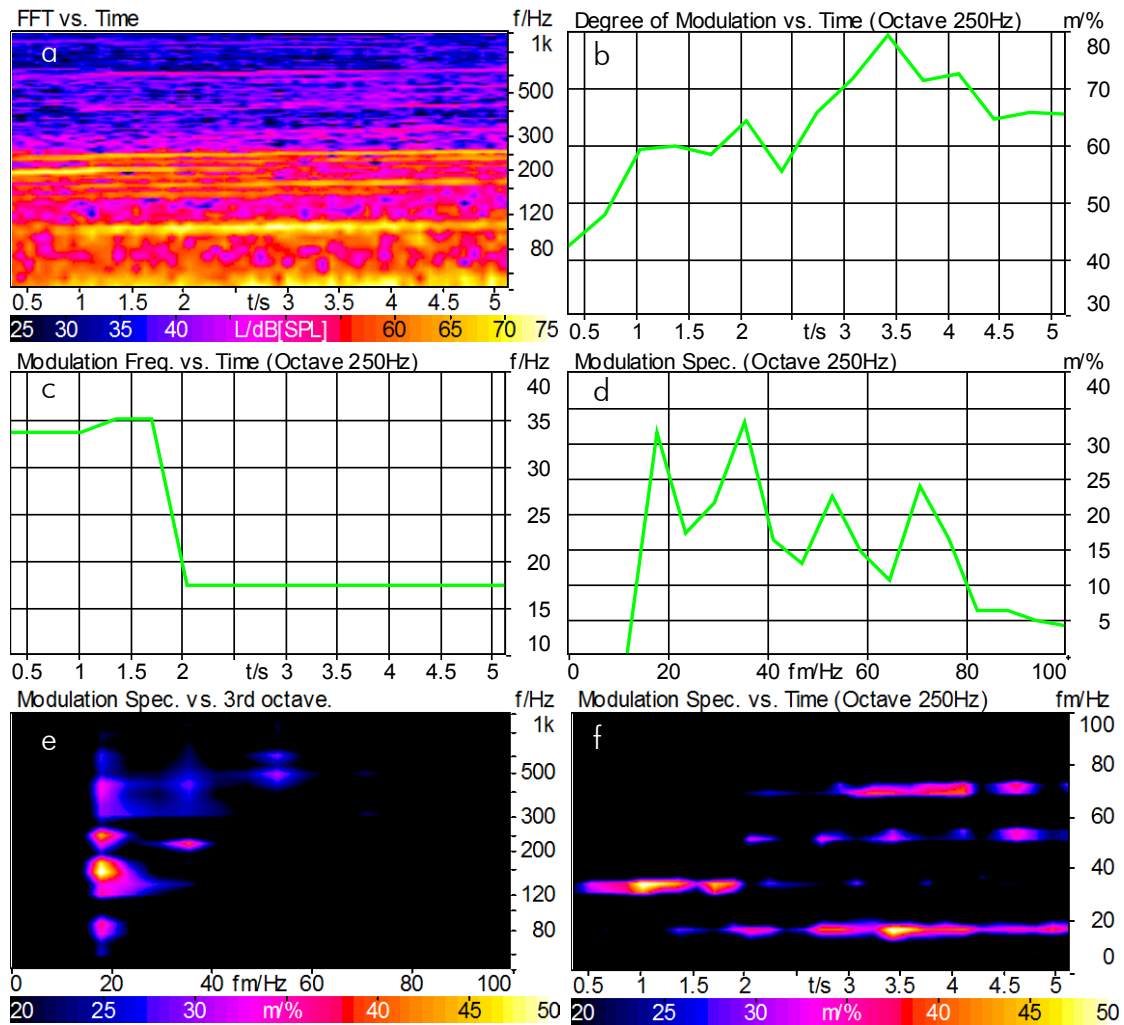 FFT vs. Time f/Hz
a
1k
500
300
200
120
80
0.5 1 1.5 2 t/s 3 3.5 4 4.5 5
25 30 35 40 L/dB[SPL] 60 65 70 75
Degree of Modulation vs. Time (Octave 250Hz) m/%
b
80
70
60
50
40
30
0.5 1 1.5 2 t/s 3 3.5 4 4.5 5
Modulation Freq. vs. Time (Octave 250Hz) f/Hz
c
40
35
30
25
20
15
10
0.5 1 1.5 2 t/s 3 3.5 4 4.5 5
Modulation Spec. (Octave 250Hz) m/%
d
40
30
25
20
15
10
5
0 20 40 fm/Hz 60 80 100
Modulation Spec. vs. 3rd octave. f/Hz
e
1k
500
300
200
120
80
0 20 40 fm/Hz 60 80 100
20 25 30 m/% 40 45 50
Modulation Spec. vs. Time (Octave 250Hz) fm/Hz
f
100
80
60
40
20
0
0.5 1 1.5 2 t/s 3 3.5 4 4.5 5
20 25 30 m/% 40 45 50